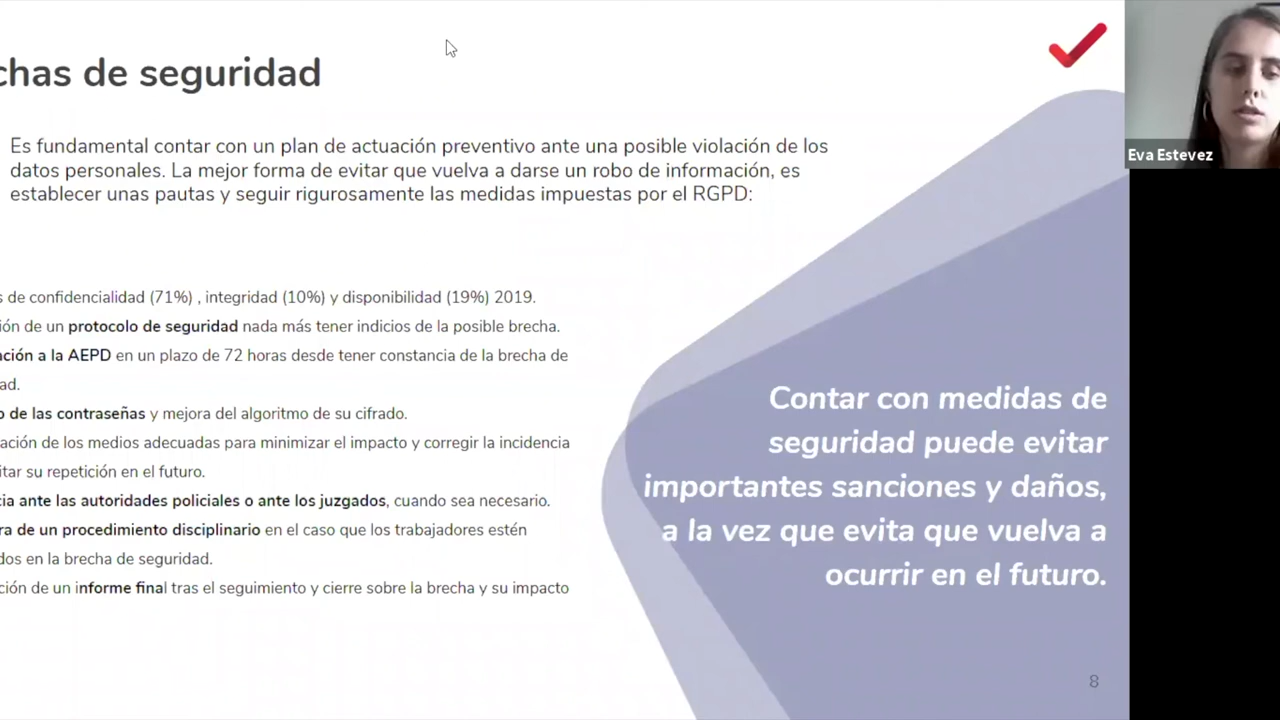 chas de seguridad
Es fundamental contar con un plan de actuación preventivo ante una posible violación de los
datos personales. La mejor forma de evitar que vuelva a darse un robo de información, es
establecer unas pautas y seguir rigurosamente las medidas impuestas por el RGPD:
s de confidencialidad (71%) , integridad (10%) y disponibilidad (19%) 2019.
ión de un protocolo de seguridad nada más tener indicios de la posible brecha.
ación a la AEPD en un plazo de 72 horas desde tener constancia de la brecha de
ad.
o de las contraseñas y mejora del algoritmo de su cifrado.
ación de los medios adecuadas para minimizar el impacto y corregir la incidencia
itar su repetición en el futuro.
cia ante las autoridades policiales o ante los juzgados, cuando sea necesario.
ra de un procedimiento disciplinario en el caso que los trabajadores estén
dos en la brecha de seguridad.
ción de un informe final tras el seguimiento y cierre sobre la brecha y su impacto
Contar con medidas de
seguridad puede evitar
importantes sanciones y daños,
a la vez que evita que vuelva a
ocurrir en el futuro.
8
Eva Estevez